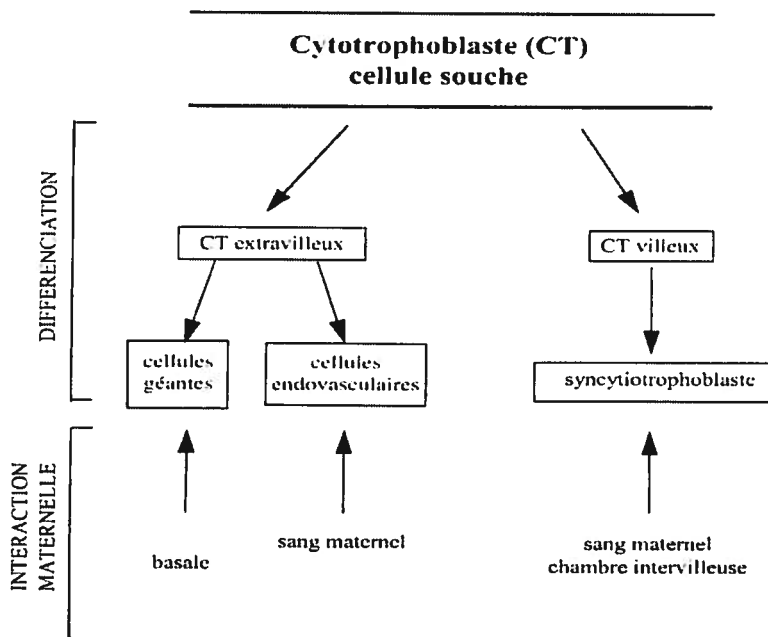 Cytotrophoblaste (CT)
cellule souche
DIFFERENCIATION
CT extravilleux
CT villeux
cellules
géantes
cellules
endovasculaires
syncytiotrophoblaste
INTERACTION
MATERNELLE
basale
sang maternel
sang maternel
chambre intervilleuse